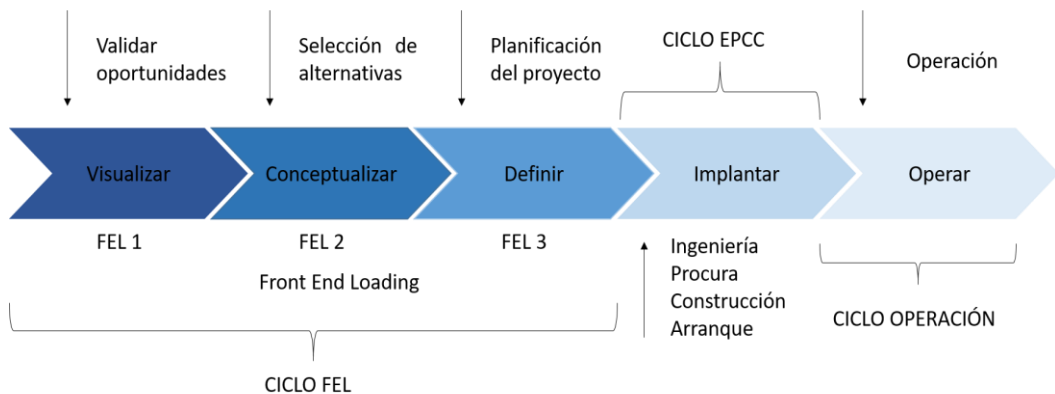 Validar
oportunidades
Selección de
alternativas
Planificación
del proyecto
CICLO EPCC
Operación
Visualizar
Conceptualizar
Definir
Implantar
Operar
FEL 1
FEL 2
FEL 3
Front End Loading
Ingeniería
Procura
Construcción
Arranque
CICLO OPERACIÓN
CICLO FEL